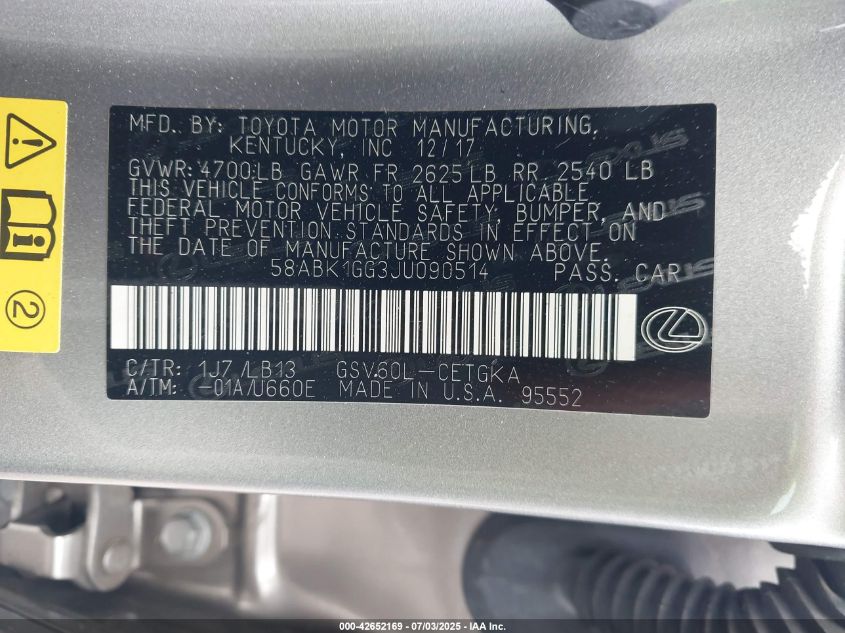 MFD. BY: TOYOTA MOTOR MANUFACTURING,
KENTUCKY, INC 12/17
GVWR: 4700LB GAWR FR 2625LB RR 2540 LB
THIS VEHICLE CONFORMS TO ALL APPLICABLE
FEDERAL MOTOR VEHICLE SAFETY, BUMPER, AND
THEFT PREVENTION STANDARDS IN EFFECT ON
THE DATE OF MANUFACTURE SHOWN ABOVE.
58ABK1GG3JU090514 PASS. CAR
C/TR: 1J7/LB13 GSV60L-CETGKA
A/TM: -01A/U660E MADE IN U.S.A. 95552
2
000-42652169 - 07/03/2025 - IAA Inc.